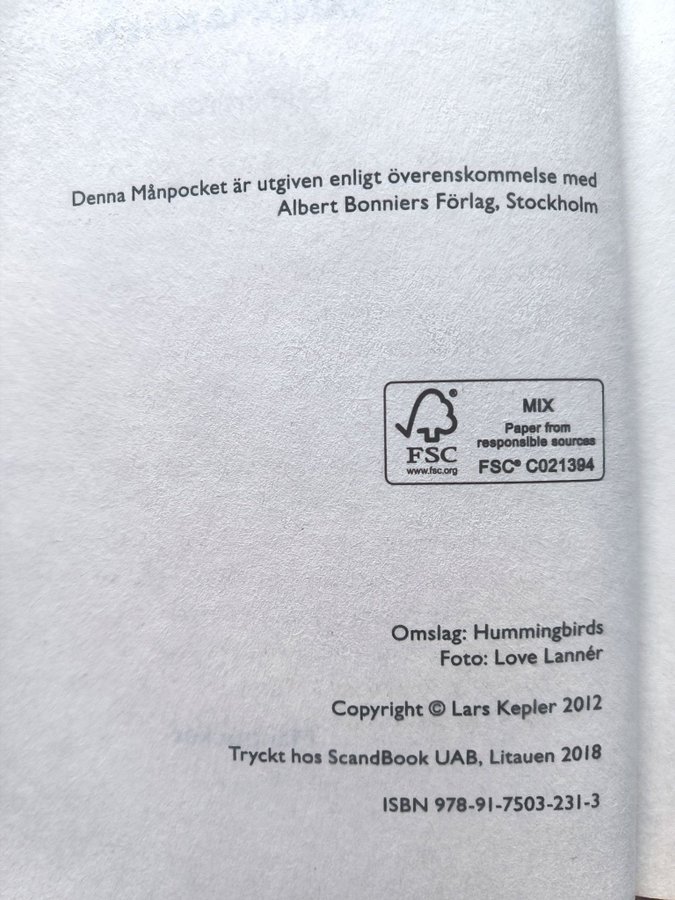 Denna Månpocket är utgiven enligt överenskommelse med
Albert Bonniers Förlag, Stockholm
FSC
www.fsc.org
MIX
Paper from
responsible sources
FSC® C021394
Omslag: Hummingbirds
Foto: Love Lannér
Copyright © Lars Kepler 2012
Tryckt hos ScandBook UAB, Litauen 2018
ISBN 978-91-7503-231-3